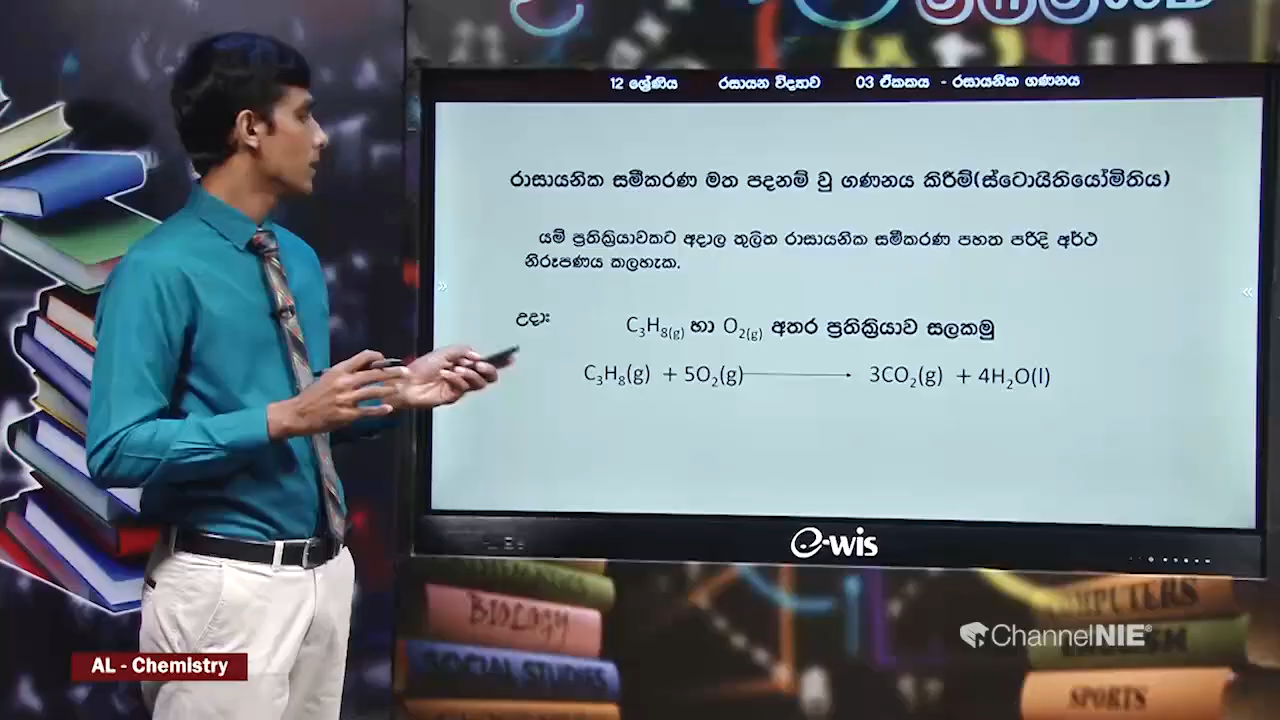 12 ශ්‍රේණිය රසායන විද්‍යාව 03 ඒකකය - රසායනික ගණනය
රාසායනික සමීකරණ මත පදනම් වු ගණනය කිරීම්(ස්ටොයිතියෝමිතිය)
යම් ප්‍රතික්‍රියාවකට අදාල තුලිත රාසායනික සමීකරණ පහත පරිදි අර්ථ
නිරූපණය කලහැක.
උදාඃ C₃H₈(g) හා O₂(g) අතර ප්‍රතික්‍රියාව සලකමු
C₃H₈(g) + 5O₂(g) ⟶ 3CO₂(g) + 4H₂O(l)
e-wis
BIOLOGY
SOCIAL STUDIES
COMPUTERS
SPORTS
ChannelNIE
AL - Chemistry